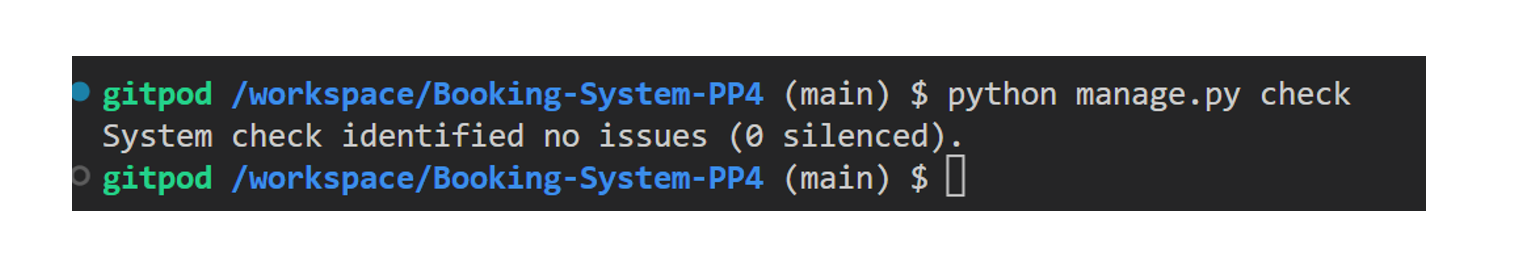 gitpod /workspace/Booking-System-PP4 (main) $ python manage.py check
System check identified no issues (0 silenced).
gitpod /workspace/Booking-System-PP4 (main) $